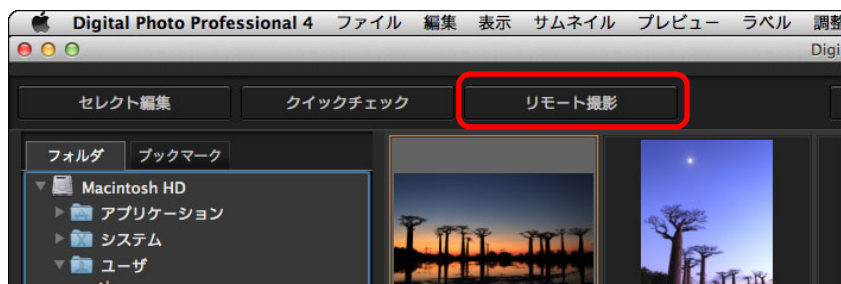 Digital Photo Professional 4 ファイル 編集 表示 サムネイル プレビュー ラベル 調整
Digi
セレクト編集 クイックチェック リモート撮影
フォルダ ブックマーク
Macintosh HD
アプリケーション
システム
ユーザ